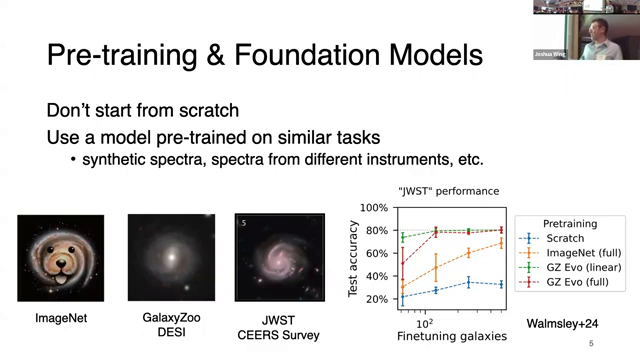 Pre-training & Foundation Models
Joshua Wing
Don't start from scratch
Use a model pre-trained on similar tasks
• synthetic spectra, spectra from different instruments, etc.
5
ImageNet
GalaxyZoo
DESI
JWST
CEERS Survey
"JWST" performance
Test accuracy
100%
80%
60%
40%
20%
10²
Finetuning galaxies
Pretraining
Scratch
ImageNet (full)
GZ Evo (linear)
GZ Evo (full)
Walmsley+24
5